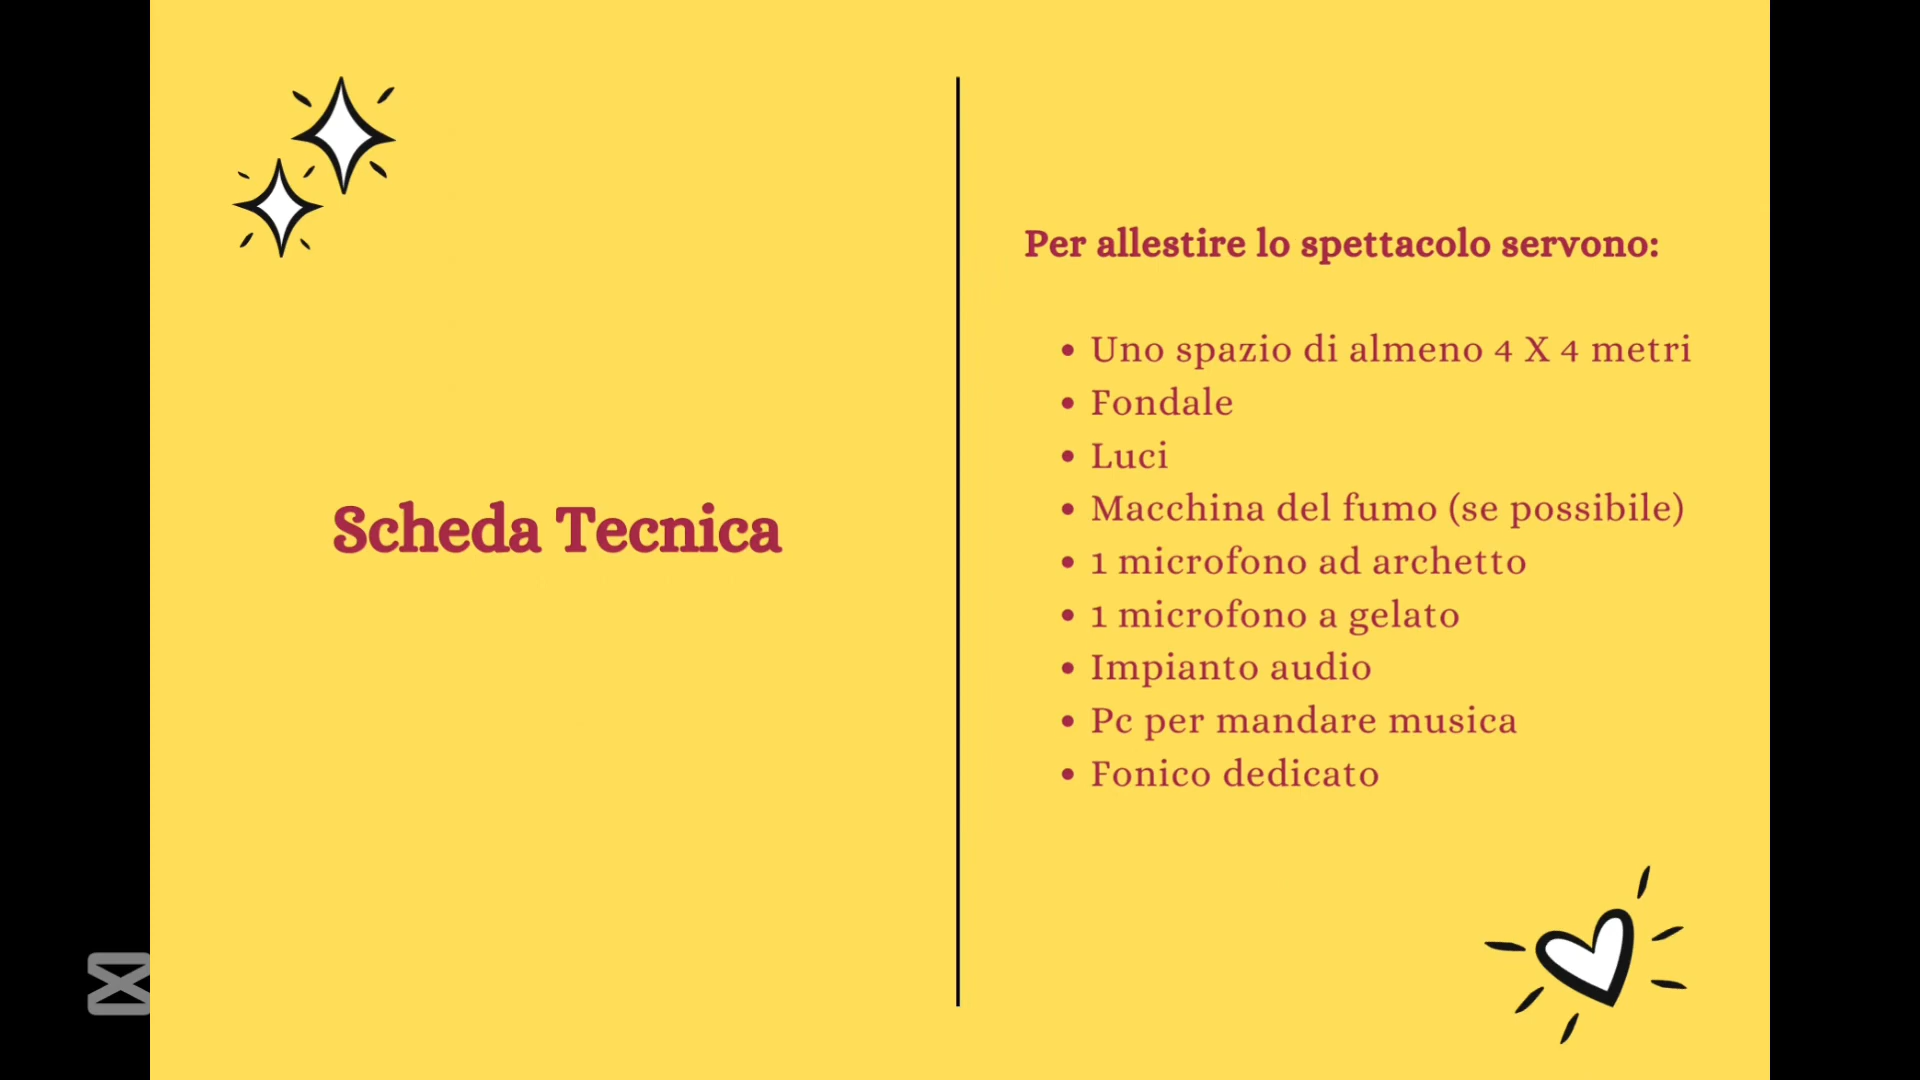 Scheda Tecnica
Per allestire lo spettacolo servono:
• Uno spazio di almeno 4 X 4 metri
• Fondale
• Luci
• Macchina del fumo (se possibile)
• 1 microfono ad archetto
• 1 microfono a gelato
• Impianto audio
• Pc per mandare musica
• Fonico dedicato